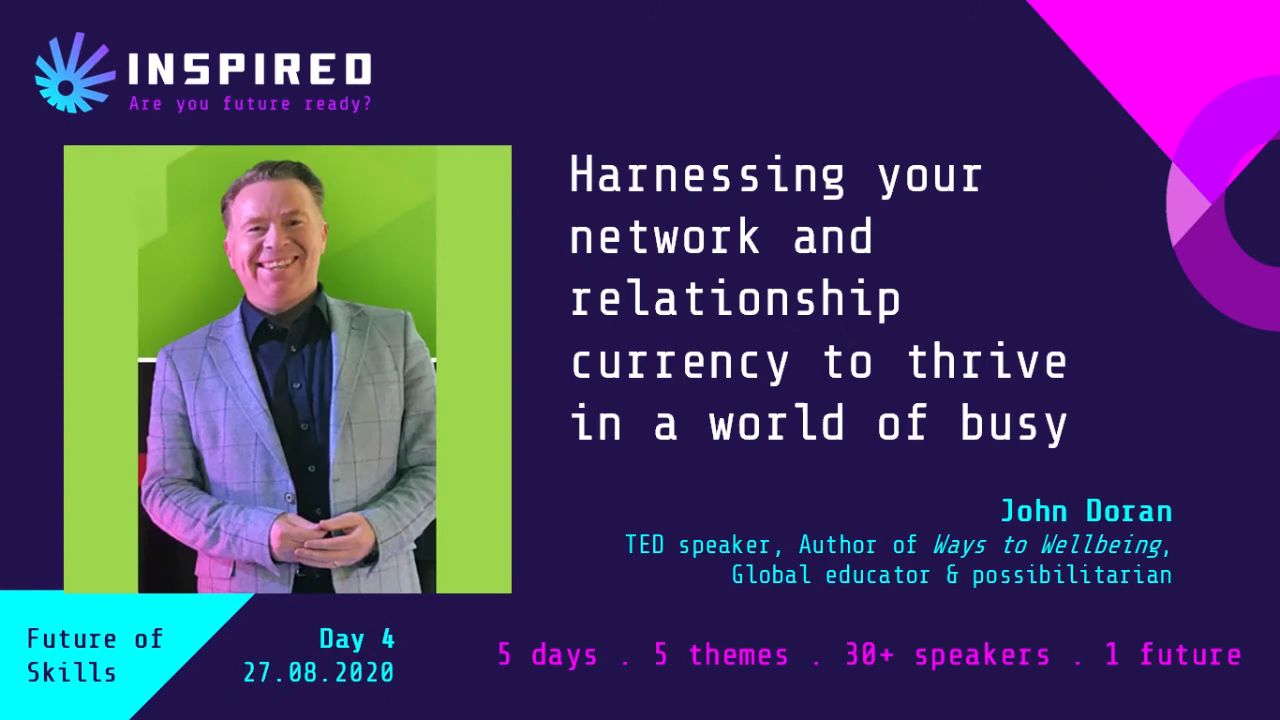 INSPIRED
Are you future ready?
Harnessing your
network and
relationship
currency to thrive
in a world of busy
John Doran
TED speaker, Author of Ways to Wellbeing,
Global educator & possibilitarian
Future of
Skills
Day 4
27.08.2020
5 days . 5 themes . 30+ speakers . 1 future